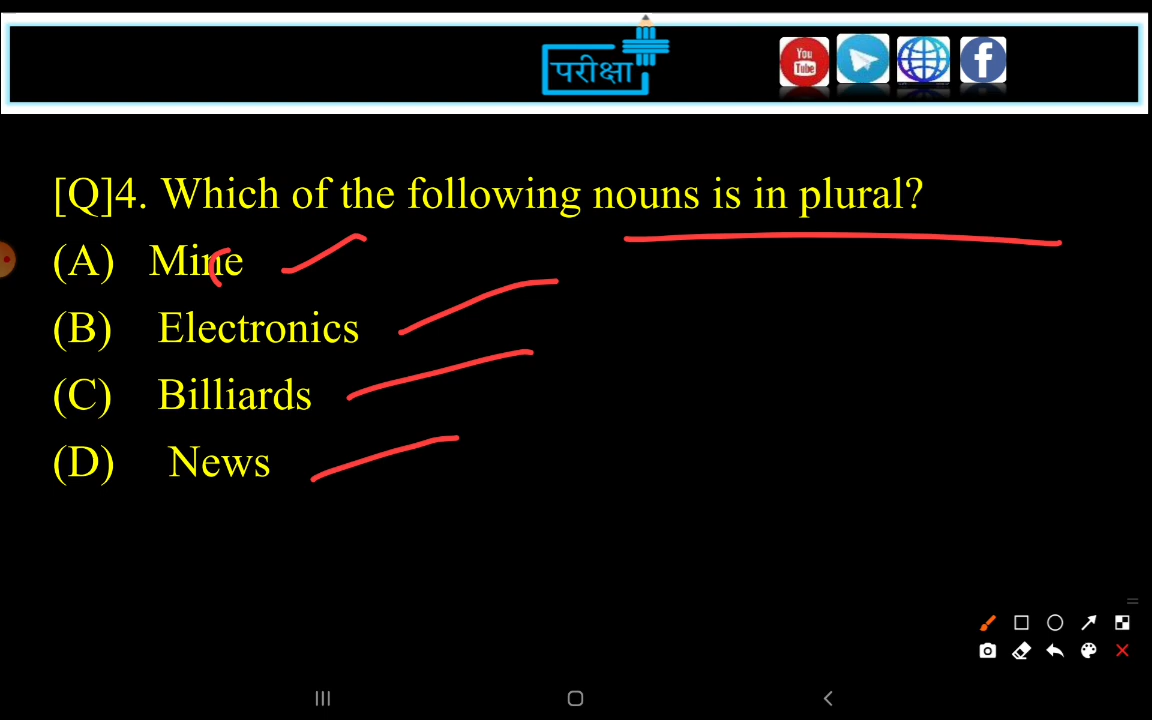 परीक्षा
You
Tube
[Q]4. Which of the following nouns is in plural?
(A) Mine
(B) Electronics
(C) Billiards
(D) News